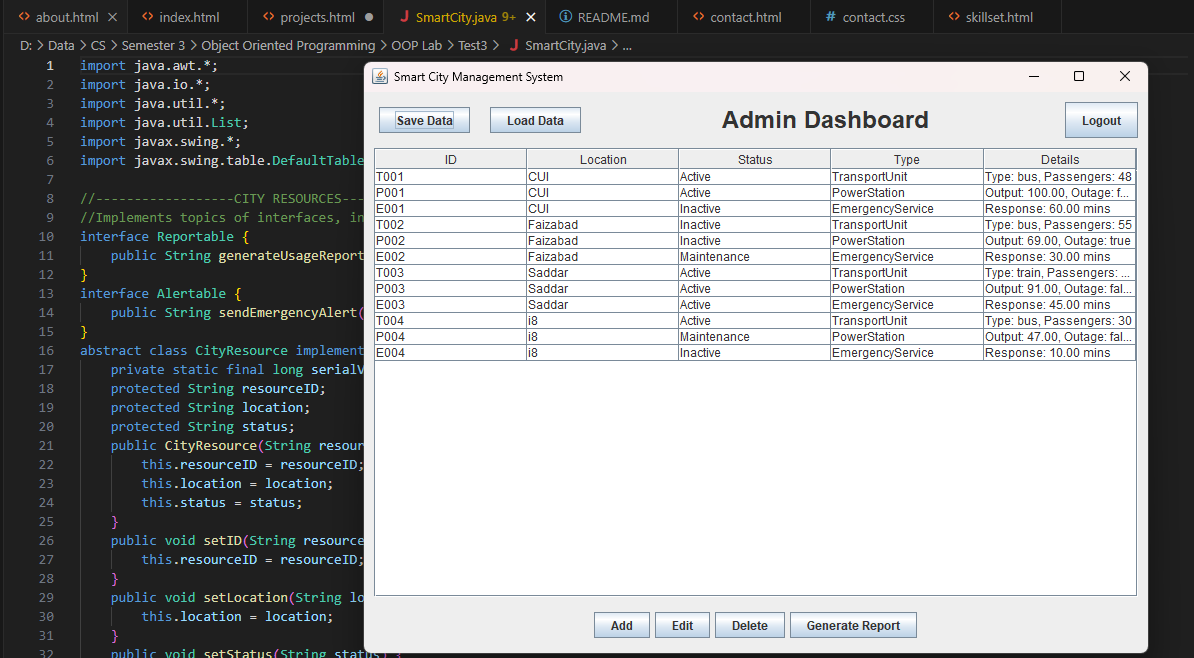 about.html index.html projects.html SmartCity.java 9+ README.md contact.html contact.css skillset.html
D: > Data > CS > Semester 3 > Object Oriented Programming > OOP Lab > Test3 > SmartCity.java > ...
1 import java.awt.*;
2 import java.io.*;
3 import java.util.*;
4 import java.util.List;
5 import javax.swing.*;
6 import javax.swing.table.DefaultTable
7
8 //------------------CITY RESOURCES---
9 //Implements topics of interfaces, in
10 interface Reportable {
11 public String generateUsageReport
12 }
13 interface Alertable {
14 public String sendEmergencyAlert(
15 }
16 abstract class CityResource implement
17 private static final long serialV
18 protected String resourceID;
19 protected String location;
20 protected String status;
21 public CityResource(String resour
22 this.resourceID = resourceID;
23 this.location = location;
24 this.status = status;
25 }
26 public void setID(String resource
27 this.resourceID = resourceID;
28 }
29 public void setLocation(String lo
30 this.location = location;
31 }
32 public void setStatus(String status) {
Smart City Management System
Save Data Load Data Admin Dashboard Logout
ID Location Status Type Details
T001 CUI Active TransportUnit Type: bus, Passengers: 48
P001 CUI Active PowerStation Output: 100.00, Outage: f...
E001 CUI Inactive EmergencyService Response: 60.00 mins
T002 Faizabad Inactive TransportUnit Type: bus, Passengers: 55
P002 Faizabad Inactive PowerStation Output: 69.00, Outage: true
E002 Faizabad Maintenance EmergencyService Response: 30.00 mins
T003 Saddar Active TransportUnit Type: train, Passengers: ...
P003 Saddar Active PowerStation Output: 91.00, Outage: fal...
E003 Saddar Active EmergencyService Response: 45.00 mins
T004 i8 Active TransportUnit Type: bus, Passengers: 30
P004 i8 Maintenance PowerStation Output: 47.00, Outage: fal...
E004 i8 Inactive EmergencyService Response: 10.00 mins
Add Edit Delete Generate Report